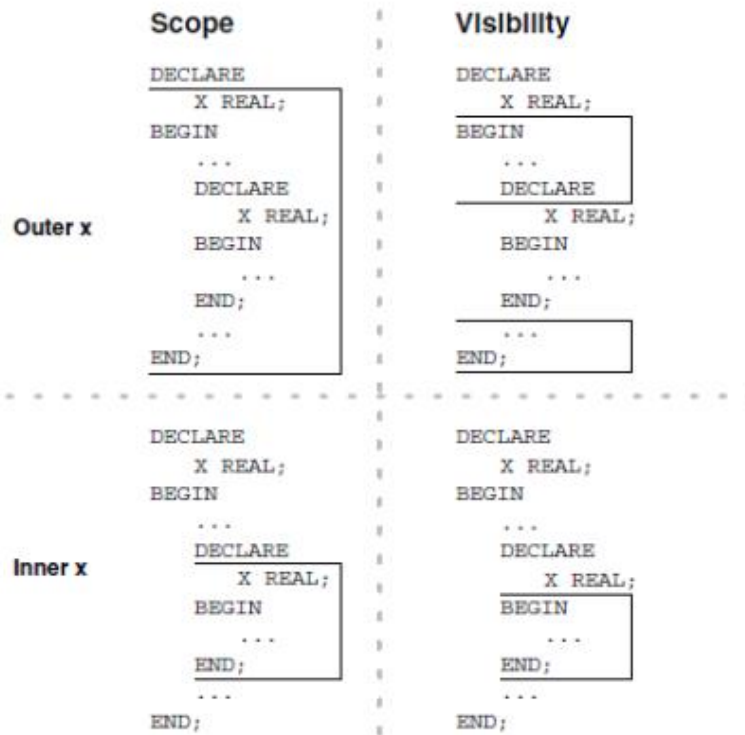 Scope
DECLARE
X REAL;
BEGIN
...
DECLARE
X REAL;
BEGIN
...
END;
...
END;
Visibility
DECLARE
X REAL;
BEGIN
...
DECLARE
X REAL;
BEGIN
...
END;
...
END;
Outer x
Inner x
DECLARE
X REAL;
BEGIN
...
DECLARE
X REAL;
BEGIN
...
END;
...
END;
DECLARE
X REAL;
BEGIN
...
DECLARE
X REAL;
BEGIN
...
END;
...
END;